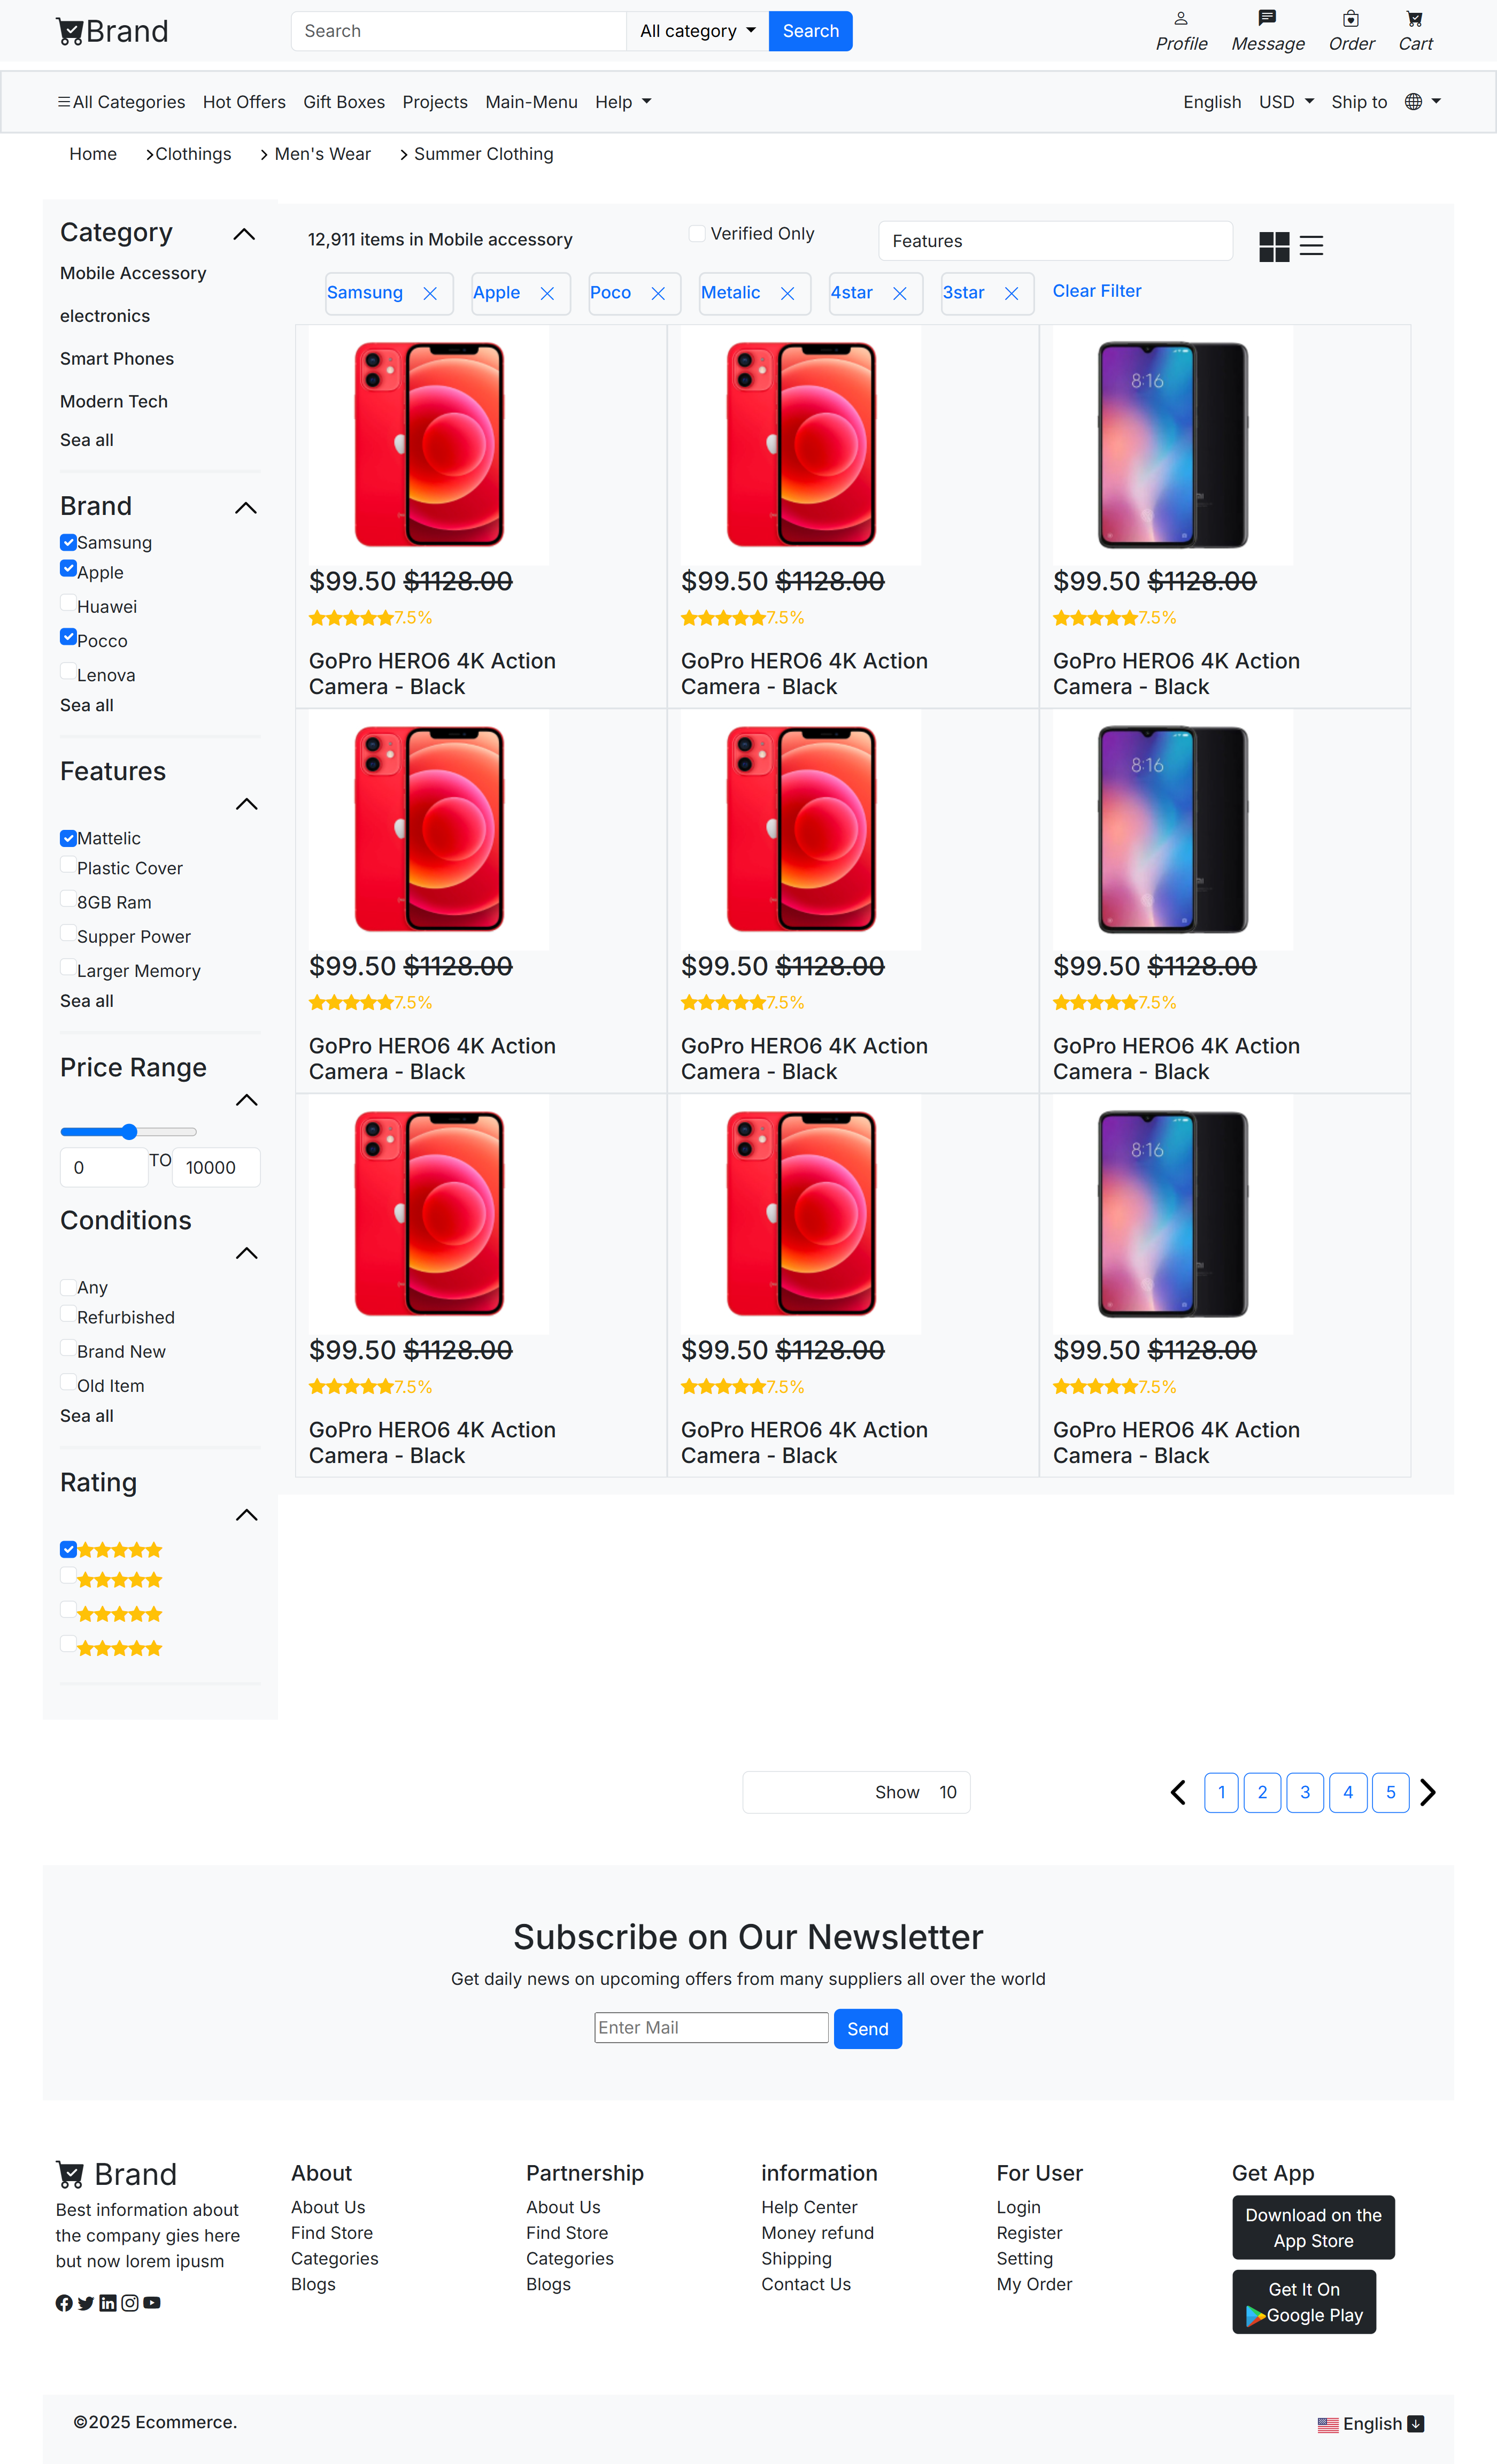 Brand
Search
All category
Search
Profile
Message
Order
Cart
All Categories
Hot Offers
Gift Boxes
Projects
Main-Menu
Help
English
USD
Ship to
Home
Clothings
Men's Wear
Summer Clothing
Category
Mobile Accessory
electronics
Smart Phones
Modern Tech
Sea all
Brand
Samsung
Apple
Huawei
Pocco
Lenova
Sea all
Features
Mattelic
Plastic Cover
8GB Ram
Supper Power
Larger Memory
Sea all
Price Range
0
TO
10000
Conditions
Any
Refurbished
Brand New
Old Item
Sea all
Rating
12,911 items in Mobile accessory
Verified Only
Features
Samsung
Apple
Poco
Metalic
4star
3star
Clear Filter
$99.50 $1128.00
7.5%
GoPro HERO6 4K Action
Camera - Black
$99.50 $1128.00
7.5%
GoPro HERO6 4K Action
Camera - Black
8:16
$99.50 $1128.00
7.5%
GoPro HERO6 4K Action
Camera - Black
$99.50 $1128.00
7.5%
GoPro HERO6 4K Action
Camera - Black
$99.50 $1128.00
7.5%
GoPro HERO6 4K Action
Camera - Black
8:16
$99.50 $1128.00
7.5%
GoPro HERO6 4K Action
Camera - Black
$99.50 $1128.00
7.5%
GoPro HERO6 4K Action
Camera - Black
$99.50 $1128.00
7.5%
GoPro HERO6 4K Action
Camera - Black
8:16
$99.50 $1128.00
7.5%
GoPro HERO6 4K Action
Camera - Black
Show 10
1
2
3
4
5
Subscribe on Our Newsletter
Get daily news on upcoming offers from many suppliers all over the world
Enter Mail
Send
Brand
Best information about
the company gies here
but now lorem ipusm
About
About Us
Find Store
Categories
Blogs
Partnership
About Us
Find Store
Categories
Blogs
information
Help Center
Money refund
Shipping
Contact Us
For User
Login
Register
Setting
My Order
Get App
Download on the
App Store
Get It On
Google Play
©2025 Ecommerce.
English